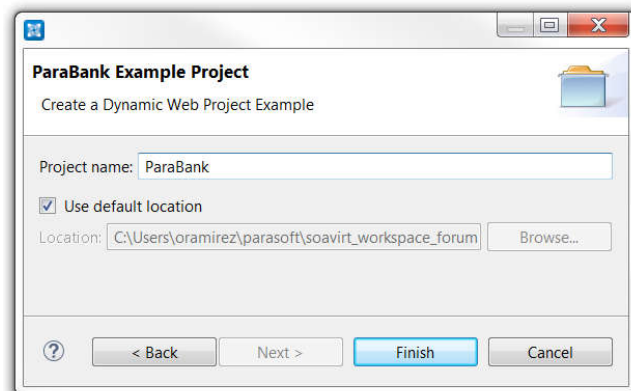 ParaBank Example Project
Create a Dynamic Web Project Example
Project name: ParaBank
Use default location
Location: C:\Users\oramirez\parasoft\soavirt_workspace_forum Browse...
? < Back Next > Finish Cancel